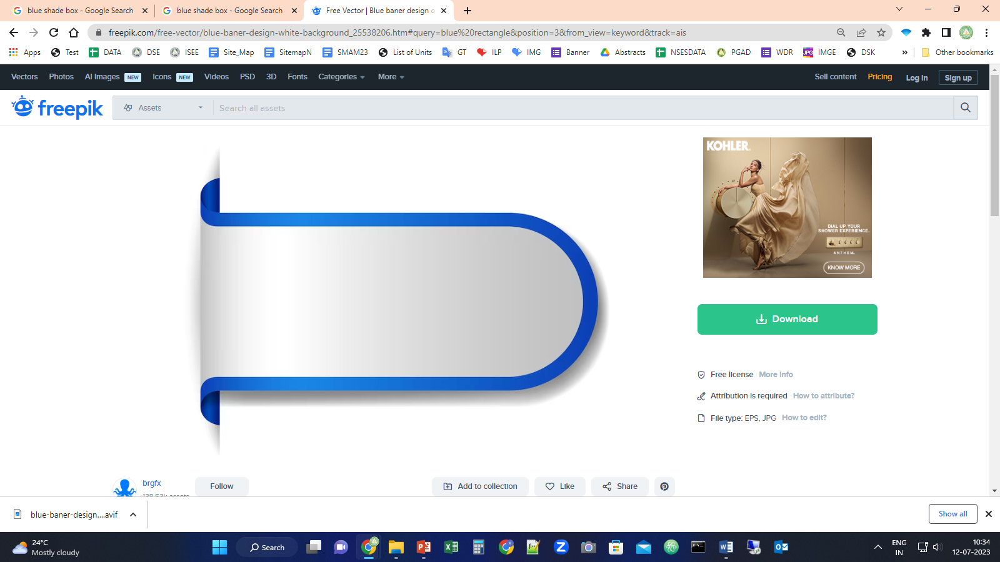 blue shade box - Google Search
blue shade box - Google Search
Free Vector | Blue baner design o
freepik.com/free-vector/blue-baner-design-white-background_25538206.htm#query=blue%20rectangle&position=3&from_view=keyword&track=ais
Apps Test DATA DSE ISEE Site_Map SitemapN SMAM23 List of Units GT ILP IMG Banner Abstracts NSESDATA PGAD WDR JPG IMGE DSK » Other bookmarks
Vectors Photos AI Images NEW Icons NEW Videos PSD 3D Fonts Categories More Sell content Pricing Log in Sign up
freepik Assets Search all assets
KOHLER
DIAL UP YOUR
SHOWER EXPERIENCE.
ANTHEM
KNOW MORE
Download
Free license More info
Attribution is required How to attribute?
File type: EPS, JPG How to edit?
brgfx Follow Add to collection Like Share
138.53k assets
blue-baner-design....avif Show all
24°C
Mostly cloudy
Search
ENG
IN
10:34
12-07-2023